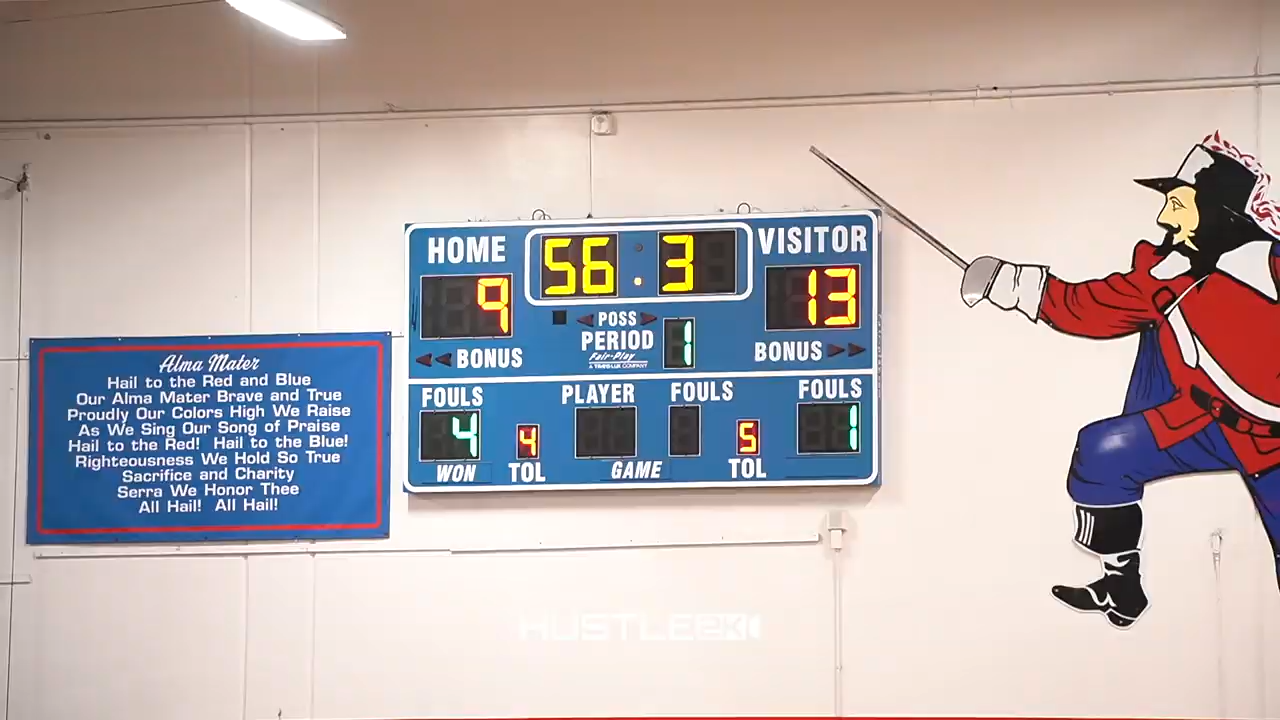 HOME
56.3
VISITOR
9
13
POSS
PERIOD
1
Fair-Play
A TRANS-LUX COMPANY
BONUS
BONUS
FOULS
PLAYER
FOULS
FOULS
4
4
5
1
WON
TOL
GAME
TOL
Alma Mater
Hail to the Red and Blue
Our Alma Mater Brave and True
Proudly Our Colors High We Raise
As We Sing Our Song of Praise
Hail to the Red! Hail to the Blue!
Righteousness We Hold So True
Sacrifice and Charity
Serra We Honor Thee
All Hail! All Hail!
HUSTLE2K